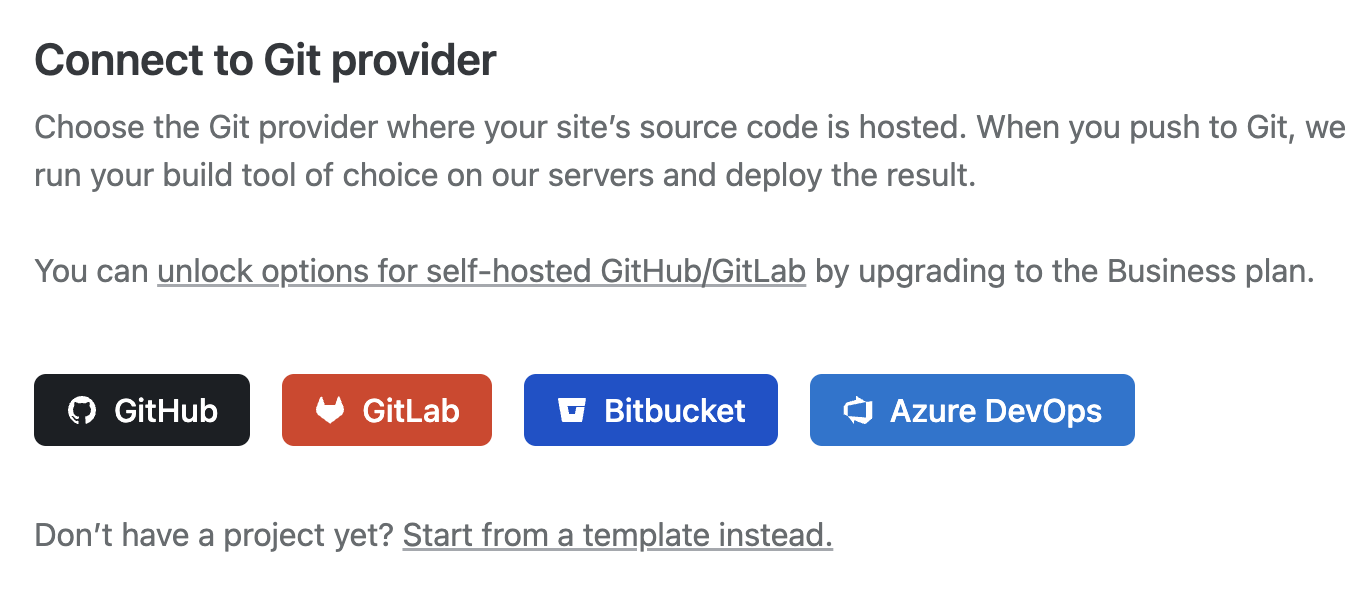 Connect to Git provider
Choose the Git provider where your site’s source code is hosted. When you push to Git, we
run your build tool of choice on our servers and deploy the result.
You can unlock options for self-hosted GitHub/GitLab by upgrading to the Business plan.
GitHub GitLab Bitbucket Azure DevOps
Don’t have a project yet? Start from a template instead.